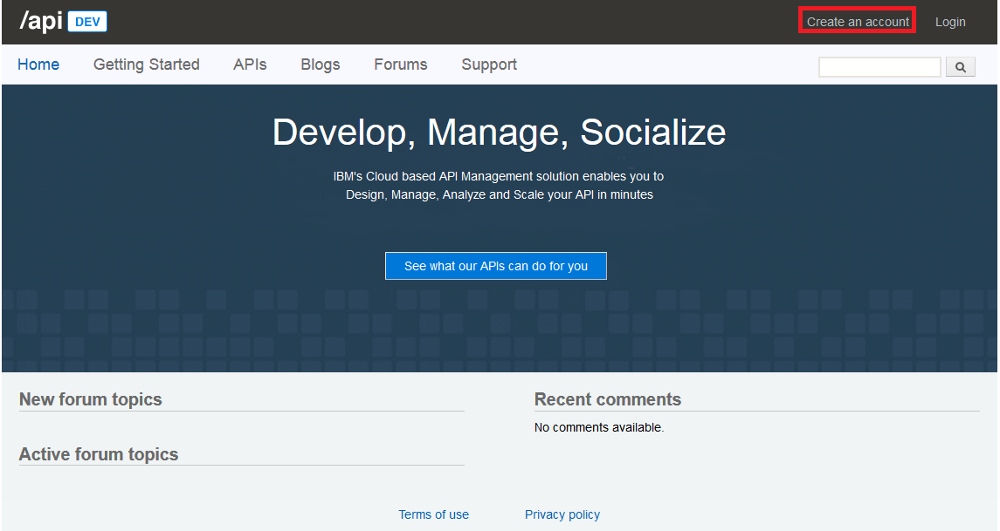 /api DEV
Create an account
Login
Home
Getting Started
APIs
Blogs
Forums
Support
Develop, Manage, Socialize
IBM's Cloud based API Management solution enables you to
Design, Manage, Analyze and Scale your API in minutes
See what our APIs can do for you
New forum topics
Active forum topics
Recent comments
No comments available.
Terms of use
Privacy policy